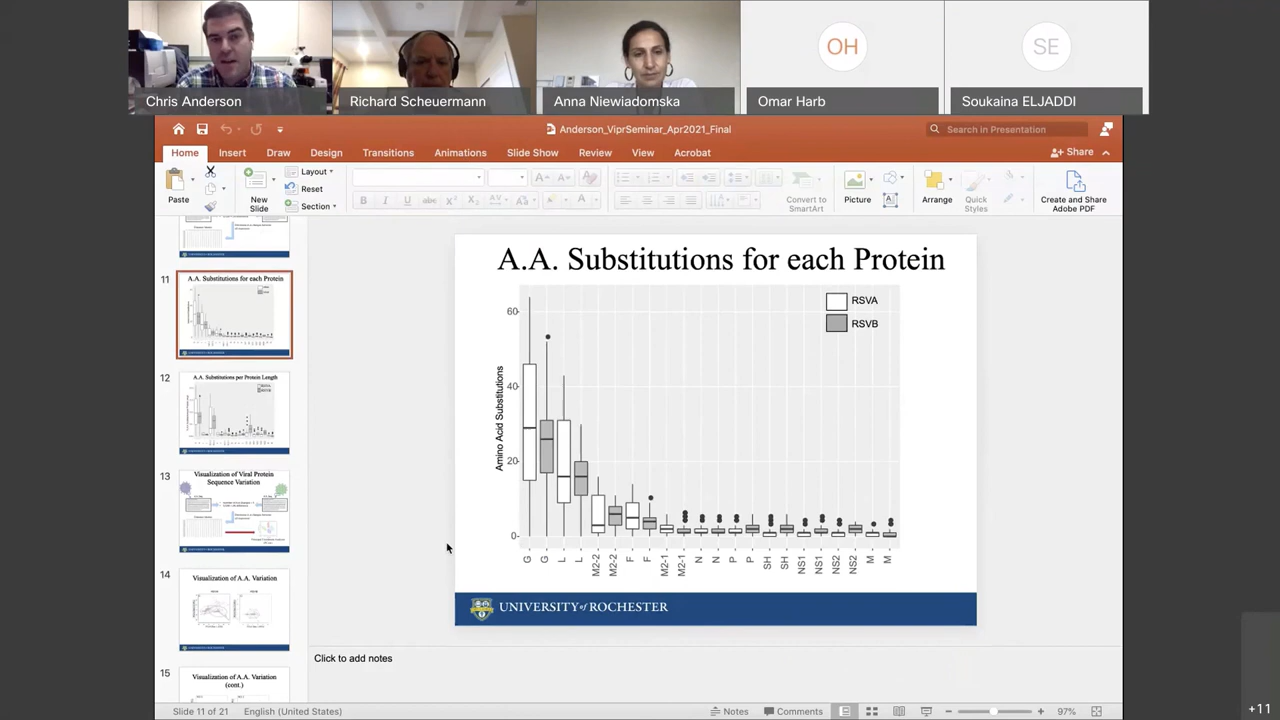 OH
SE
Chris Anderson
Richard Scheuermann
Anna Niewiadomska
Omar Harb
Soukaina ELJADDI
Anderson_ViprSeminar_Apr2021_Final
Search in Presentation
Home
Insert
Draw
Design
Transitions
Animations
Slide Show
Review
View
Acrobat
Share
Paste
New
Slide
Layout
Reset
Section
Convert to
SmartArt
Picture
Arrange
Quick
Styles
Create and Share
Adobe PDF
11
A.A. Substitutions for each Protein
12
A.A. Substitutions per Protein Length
13
Visualization of Viral Protein
Sequence Variation
14
Visualization of A.A. Variation
15
Visualization of A.A. Variation
(cont.)
A.A. Substitutions for each Protein
RSVA
RSVB
Amino Acid Substitutions
60
40
20
0
G
G
L
L
M2-2
M2-2
F
F
M2-1
M2-1
N
N
P
P
SH
SH
NS1
NS1
NS2
NS2
M
M
UNIVERSITY of ROCHESTER
Click to add notes
Slide 11 of 21
English (United States)
Notes
Comments
97%
+11